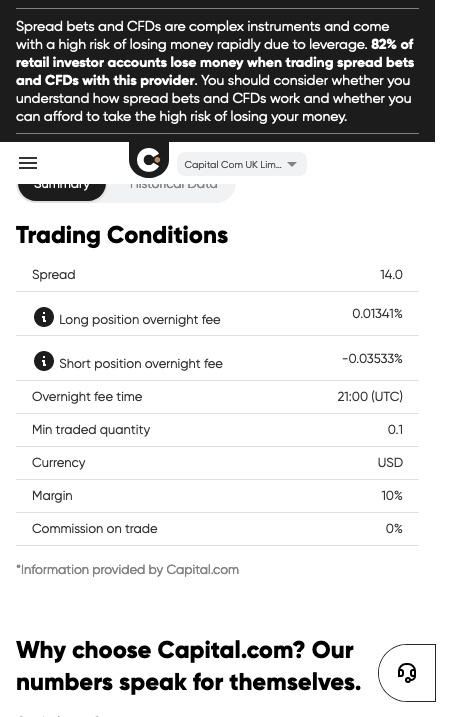 Spread bets and CFDs are complex instruments and come
with a high risk of losing money rapidly due to leverage. 82% of
retail investor accounts lose money when trading spread bets
and CFDs with this provider. You should consider whether you
understand how spread bets and CFDs work and whether you
can afford to take the high risk of losing your money.
Capital Com UK Lim...
Summary Historical Data
Trading Conditions
Spread 14.0
Long position overnight fee 0.01341%
Short position overnight fee -0.03533%
Overnight fee time 21:00 (UTC)
Min traded quantity 0.1
Currency USD
Margin 10%
Commission on trade 0%
*Information provided by Capital.com
Why choose Capital.com? Our
numbers speak for themselves.